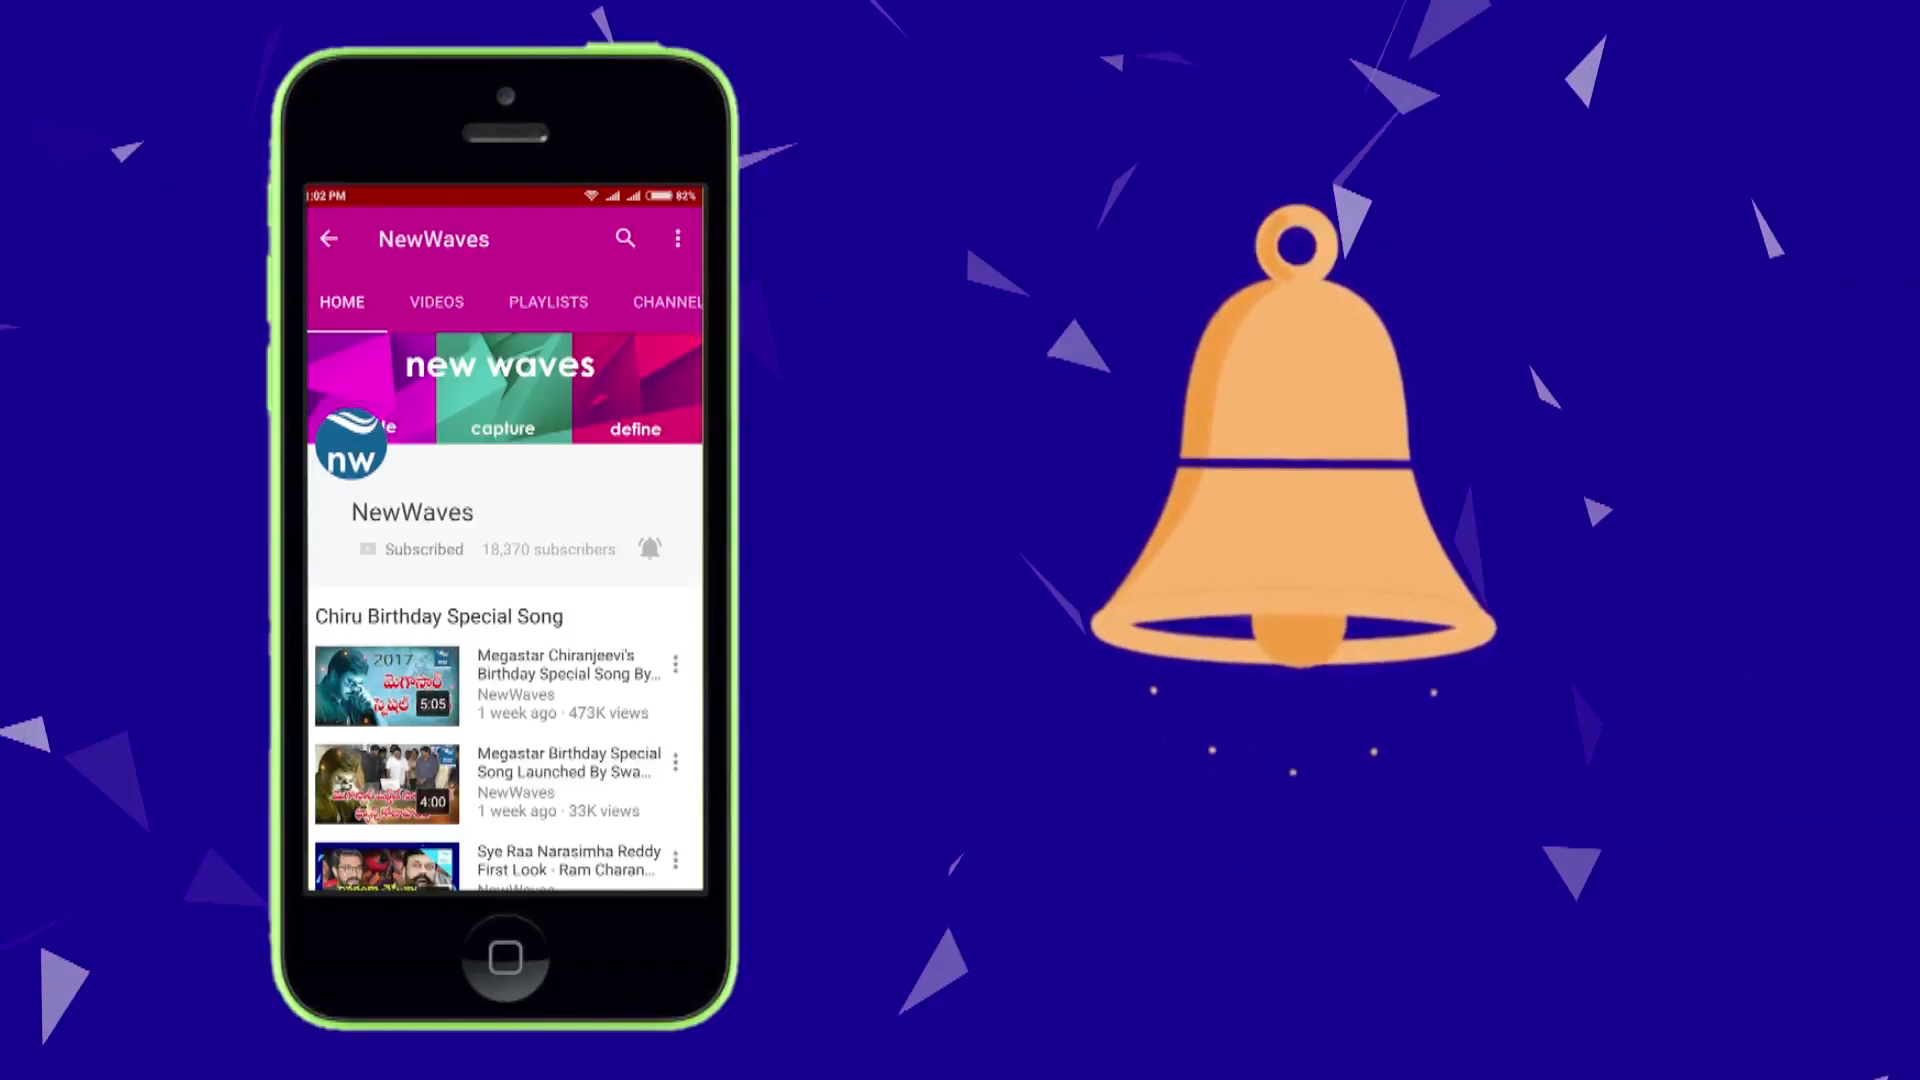 1:02 PM
82%
NewWaves
HOME
VIDEOS
PLAYLISTS
CHANNEL
new waves
capture
define
nw
NewWaves
Subscribed
18,370 subscribers
Chiru Birthday Special Song
2017
మెగాస్టార్
స్పెషల్
5:05
Megastar Chiranjeevi's
Birthday Special Song By...
NewWaves
1 week ago · 473K views
4:00
Megastar Birthday Special
Song Launched By Swa...
NewWaves
1 week ago · 33K views
Sye Raa Narasimha Reddy
First Look - Ram Charan...
NewWaves